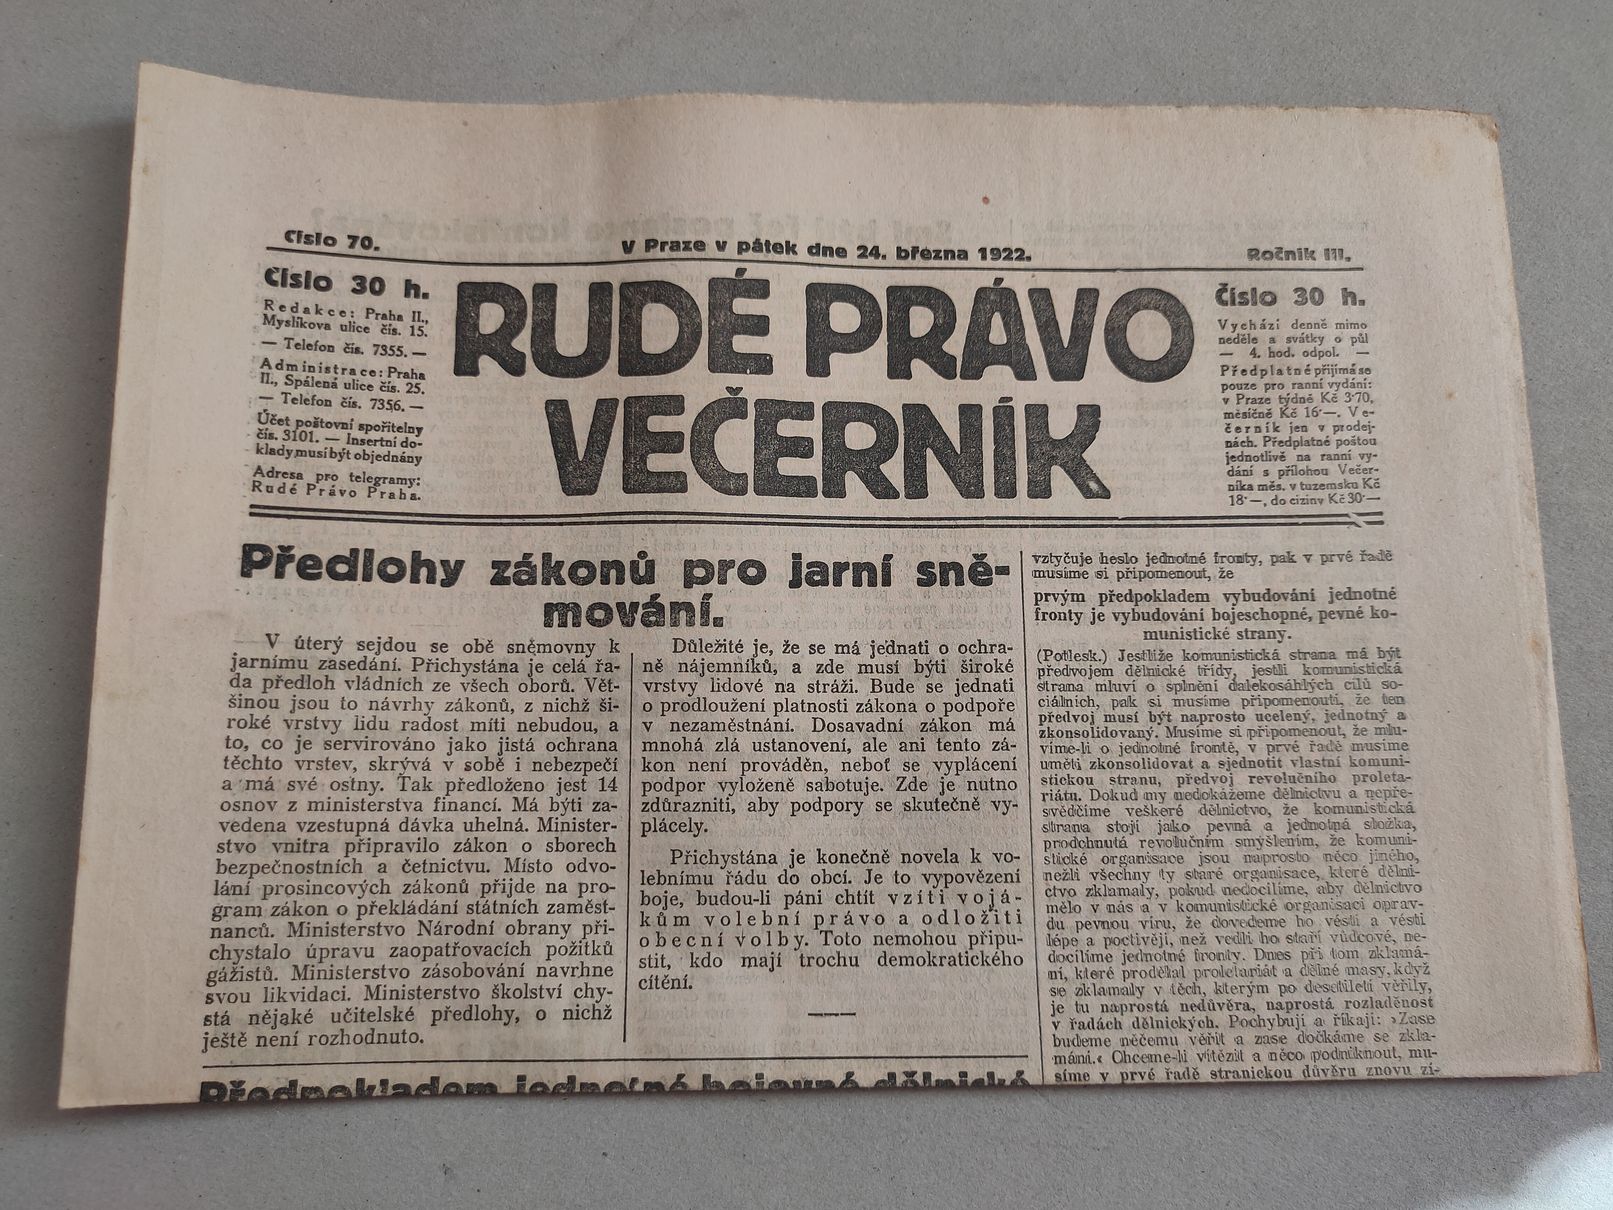 Číslo 70.
V Praze v pátek dne 24. března 1922.
Ročník III.
Číslo 30 h.
Redakce: Praha II.,
Myslíkova ulice čís. 15.
— Telefon čís. 7355. —
Administrace: Praha
II., Spálená ulice čís. 25.
— Telefon čís. 7356. —
Účet poštovní spořitelny
čís. 3101. — Insertní do-
klady musí být objednány
Adresa pro telegramy:
Rudé Právo Praha.
RUDÉ PRÁVO
VEČERNÍK
Číslo 30 h.
Vychází denně mimo
neděle a svátky o půl
— 4. hod. odpol. —
Předplatné přijímá se
pouze pro ranní vydání:
v Praze týdně Kč 3·70,
měsíčně Kč 16·—. Ve-
černík jen v prodej-
nách. Předplatné poštou
jednotlivě na ranní vy-
dání s přílohou Večer-
níka měs. v tuzemsku Kč
18·—, do ciziny Kč 30·—
Předlohy zákonů pro jarní sně-
mování.
V úterý sejdou se obě sněmovny k
jarnímu zasedání. Přichystána je celá řa-
da předloh vládních ze všech oborů. Vět-
šinou jsou to návrhy zákonů, z nichž ši-
roké vrstvy lidu radost míti nebudou, a
to, co je servirováno jako jistá ochrana
těchto vrstev, skrývá v sobě i nebezpečí
a má své ostny. Tak předloženo jest 14
osnov z ministerstva financí. Má býti za-
vedena vzestupná dávka uhelná. Minister-
stvo vnitra připravilo zákon o sborech
bezpečnostních a četnictvu. Místo odvo-
lání prosincových zákonů přijde na pro-
gram zákon o překládání státních zaměst-
nanců. Ministerstvo Národní obrany při-
chystalo úpravu zaopatřovacích požitků
gážistů. Ministerstvo zásobování navrhne
svou likvidaci. Ministerstvo školství chy-
stá nějaké učitelské předlohy, o nichž
ještě není rozhodnuto.
Důležité je, že se má jednati o ochra-
ně nájemníků, a zde musí býti široké
vrstvy lidové na stráži. Bude se jednati
o prodloužení platnosti zákona o podpoře
v nezaměstnání. Dosavadní zákon má
mnohá zlá ustanovení, ale ani tento zá-
kon není prováděn, neboť se vyplácení
podpor vyloženě sabotuje. Zde je nutno
zdůrazniti, aby podpory se skutečně vy-
plácely.
Přichystána je konečně novela k vo-
lebnímu řádu do obcí. Je to vypovězení
boje, budou-li páni chtít vzíti vojá-
kům volební právo a odložiti
obecní volby. Toto nemohou připu-
stit, kdo mají trochu demokratického
cítění.
vztyčuje heslo jednotné fronty, pak v prvé řadě
musíme si připomenout, že
prvým předpokladem vybudování jednotné
fronty je vybudování bojeschopné, pevné ko-
munistické strany.
(Potlesk.) Jestliže komunistická strana má být
předvojem dělnické třídy, jestli komunistická
strana mluví o splnění dalekosáhlých cílů so-
ciálních, pak si musíme připomenouti, že ten
předvoj musí být naprosto ucelený, jednotný a
zkonsolidovaný. Musíme si připomenout, že mlu-
víme-li o jednotné frontě, v prvé řadě musíme
uměti zkonsolidovat a sjednotit vlastní komuni-
stickou stranu, předvoj revolučního proleta-
riátu. Dokud my nedokážeme dělnictvu a nepře-
svědčíme veškeré dělnictvo, že komunistická
strana stojí jako pevná a jednotná složka,
prodchnutá revolučním smýšlením, že komuni-
stické organisace jsou naprosto něco jiného,
nežli všechny ty staré organisace, které dělni-
ctvo zklamaly, pokud nedocílíme, aby dělnictvo
mělo v nás a v komunistické organisaci oprav-
du pevnou víru, že dovedeme ho vésti a vésti
lépe a poctivěji, než vedli ho staří vůdcové, ne-
docílíme jednotné fronty. Dnes při tom zklamá-
ní, které prodělal proletariát a dělné masy, když
se zklamaly v těch, kterým po desetiletí věřily,
je tu naprostá nedůvěra, naprostá rozladěnost
v řadách dělnických. Pochybují a říkají: »Zase
budeme něčemu věřit a zase dočkáme se zkla-
mání.« Chceme-li vítězit a něco podniknout, mu-
síme v prvé řadě stranickou důvěru znovu zí-
Předpokladem jednotné bojovné dělnické